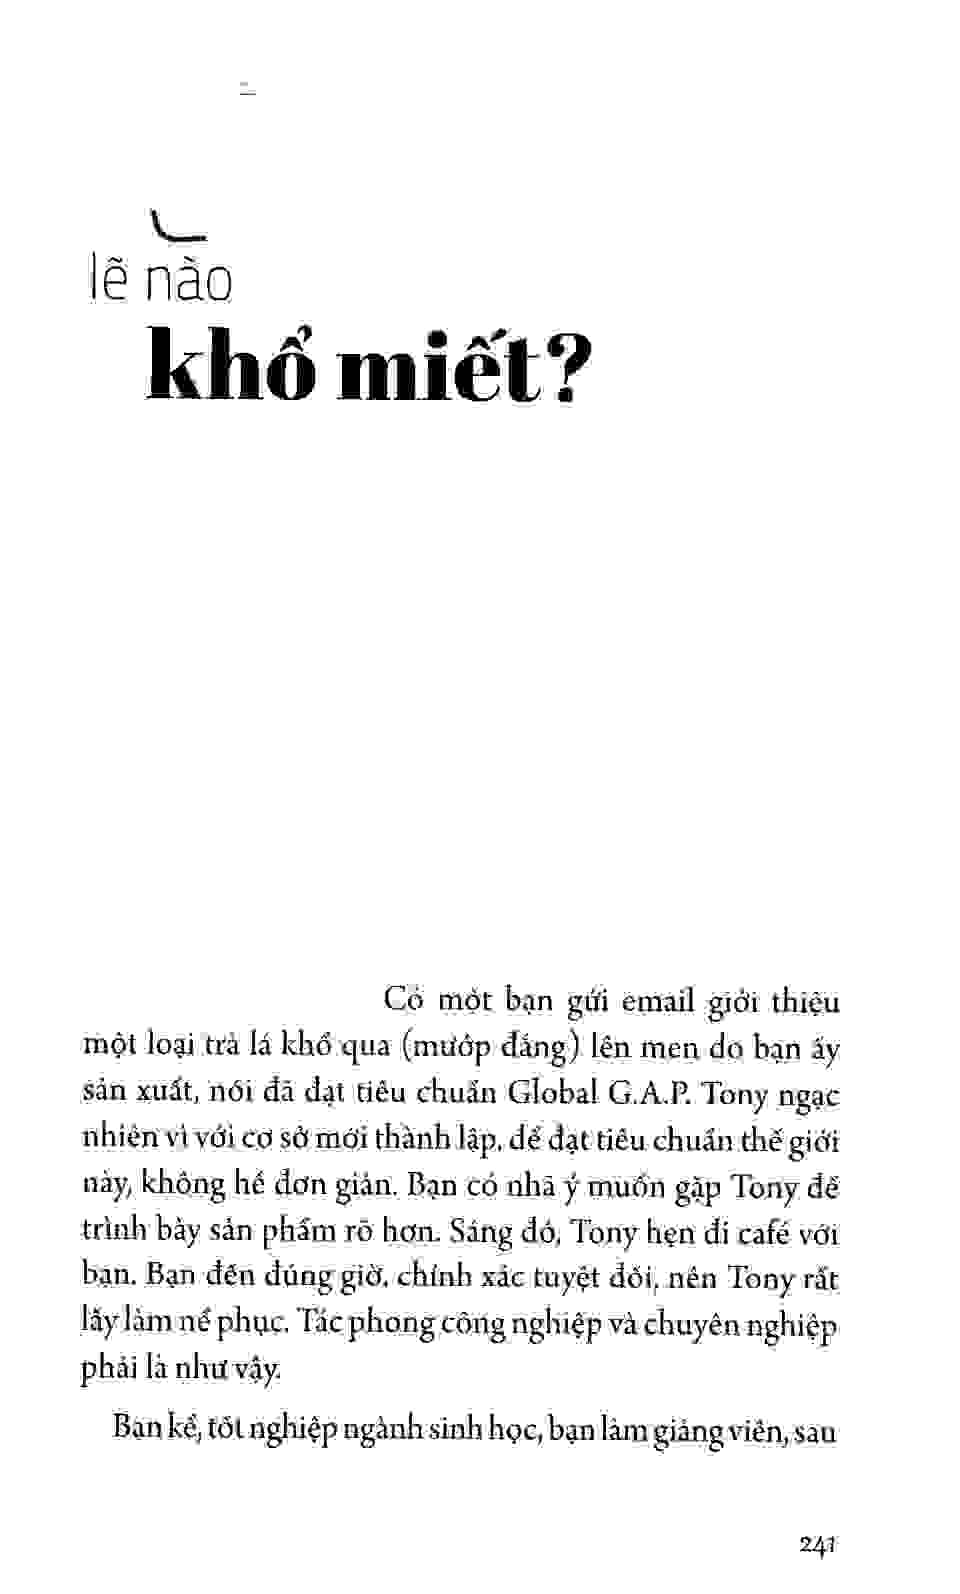 lẽ nào
khổ miết?
Có một bạn gửi email giới thiệu
một loại trà lá khổ qua (mướp đắng) lên men do bạn ấy
sản xuất, nói đã đạt tiêu chuẩn Global G.A.P. Tony ngạc
nhiên vì với cơ sở mới thành lập, để đạt tiêu chuẩn thế giới
này, không hề đơn giản. Bạn có nhã ý muốn gặp Tony để
trình bày sản phẩm rõ hơn. Sáng đó, Tony hẹn đi café với
bạn. Bạn đến đúng giờ, chính xác tuyệt đối, nên Tony rất
lấy làm nể phục. Tác phong công nghiệp và chuyên nghiệp
phải là như vậy.
Bạn kể, tốt nghiệp ngành sinh học, bạn làm giảng viên, sau
241